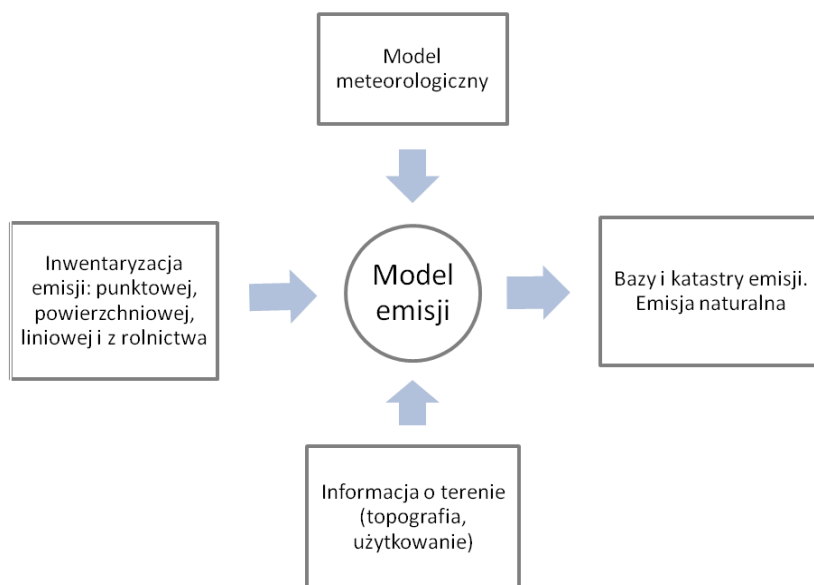 Model
meteorologiczny
Inwentaryzacja
emisji: punktowej,
powierzchniowej,
liniowej i z rolnictwa
Model
emisji
Bazy i katastry emisji.
Emisja naturalna
Informacja o terenie
(topografia,
użytkowanie)